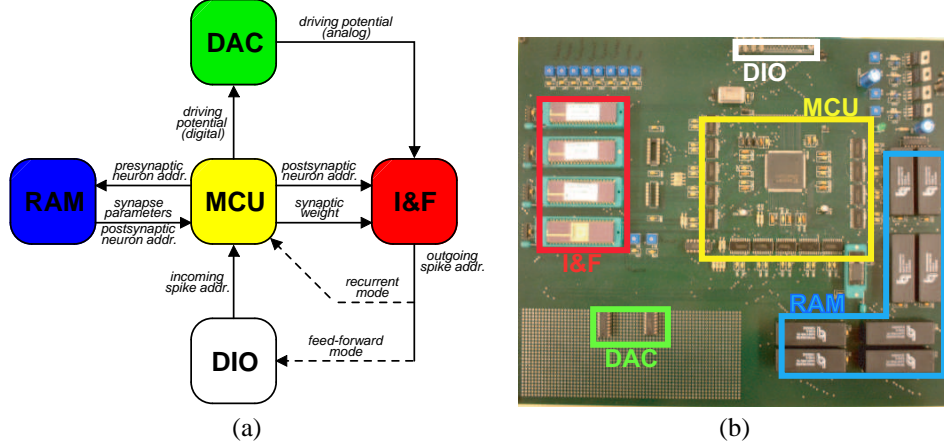 DAC
driving potential
(analog)
driving
potential
(digital)
presynaptic
neuron addr.
postsynaptic
neuron addr.
RAM
MCU
I&F
synapse
parameters
postsynaptic
neuron addr.
synaptic
weight
incoming
spike addr.
outgoing
spike addr.
recurrent
mode
DIO
feed-forward
mode
(a)
DIO
MCU
I&F
RAM
DAC
(b)